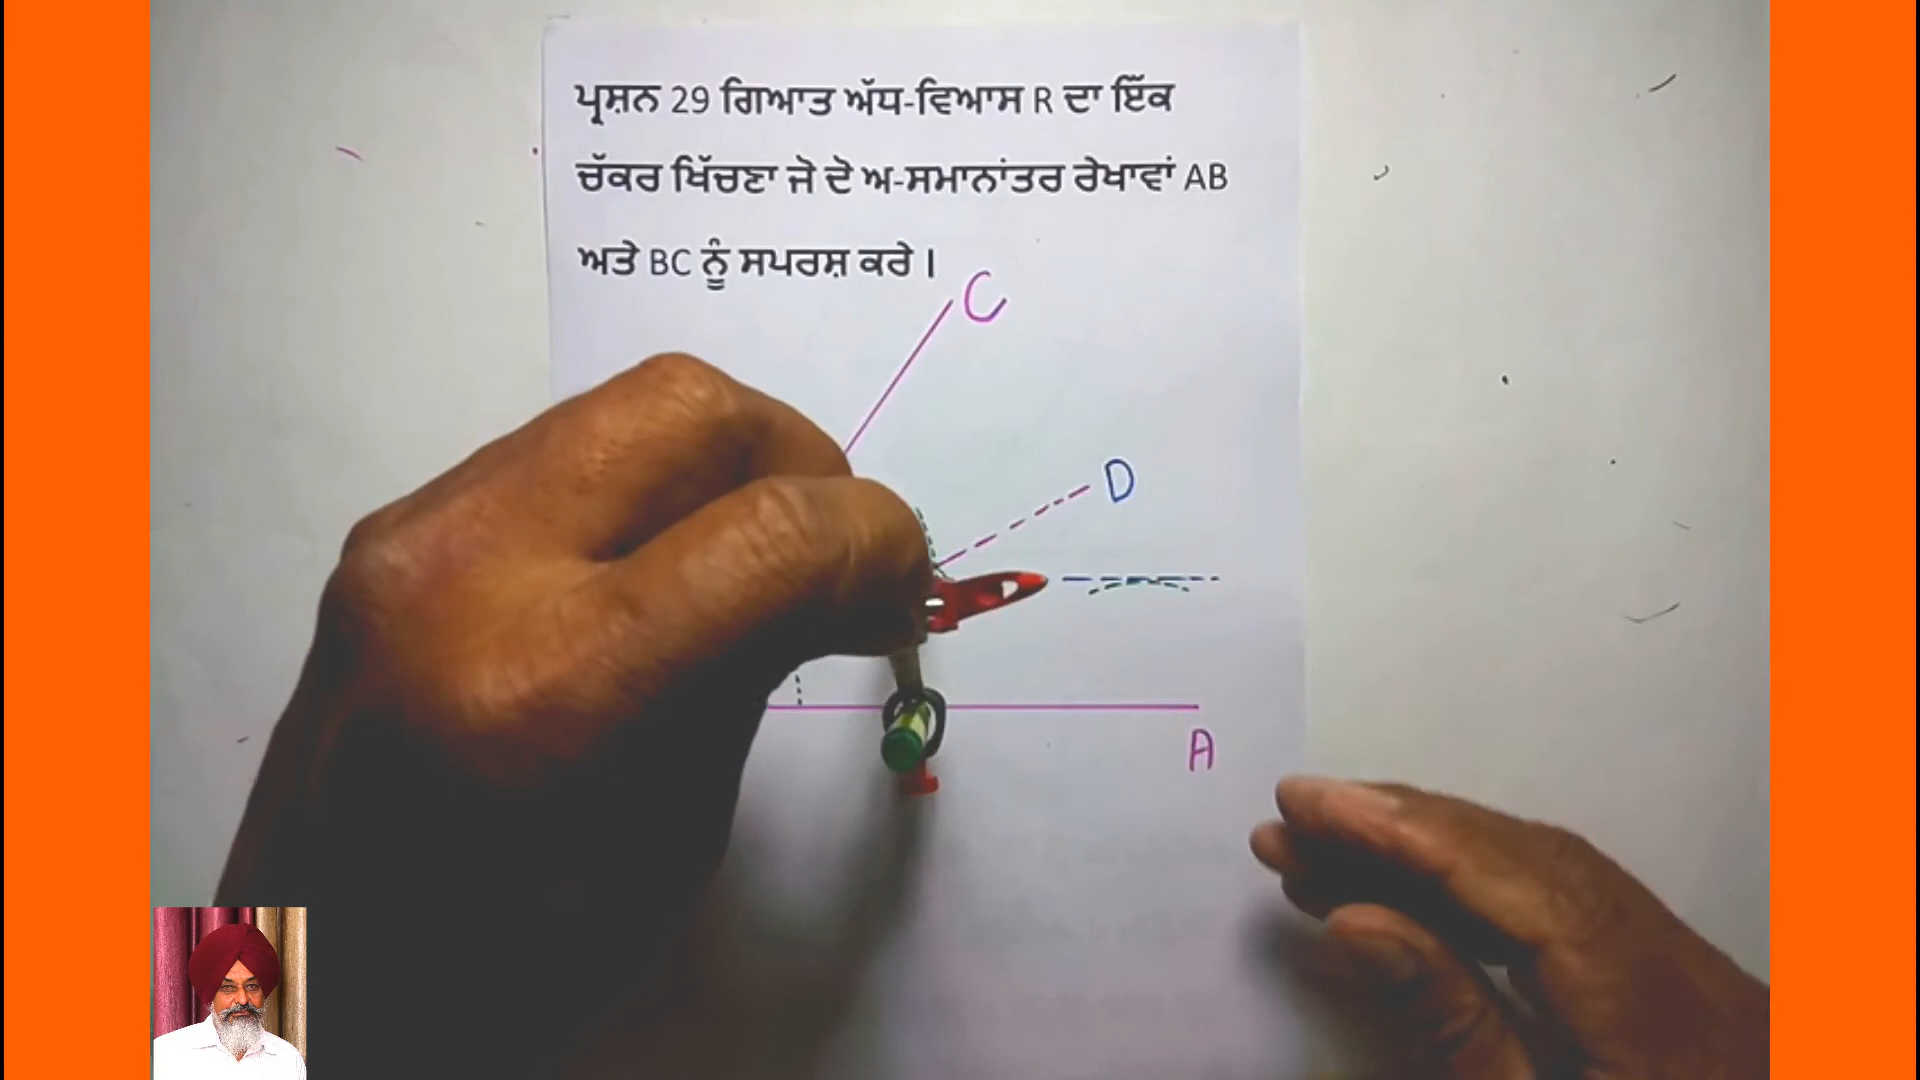 ਪ੍ਰਸ਼ਨ 29 ਗਿਆਤ ਅੱਧ-ਵਿਆਸ R ਦਾ ਇੱਕ
ਚੱਕਰ ਖਿੱਚਣਾ ਜੋ ਦੋ ਅ-ਸਮਾਨਾਂਤਰ ਰੇਖਾਵਾਂ AB
ਅਤੇ BC ਨੂੰ ਸਪਰਸ਼ ਕਰੇ ।
C
D
A